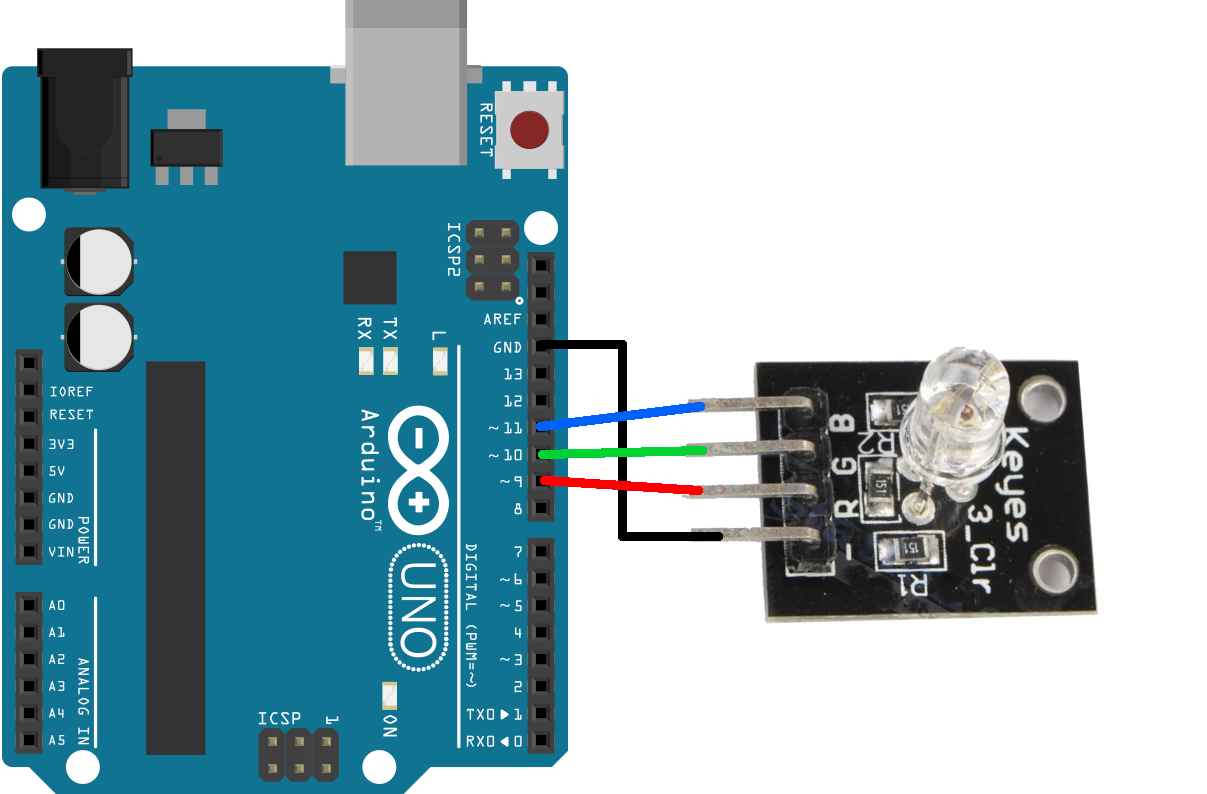 RESET
ICSP2
AREF
GND
13
12
~11
~10
~9
8
7
~6
~5
4
~3
2
TX0▶1
RX0◀0
RX
TX
L
Arduino™
UNO
DIGITAL (PWM=~)
IOREF
RESET
3V3
5V
GND
GND
VIN
POWER
A0
A1
A2
A3
A4
A5
ANALOG IN
ICSP
1
ON
B
G
R
-
151
151
151
R2
R1
Keyes
3_Clr